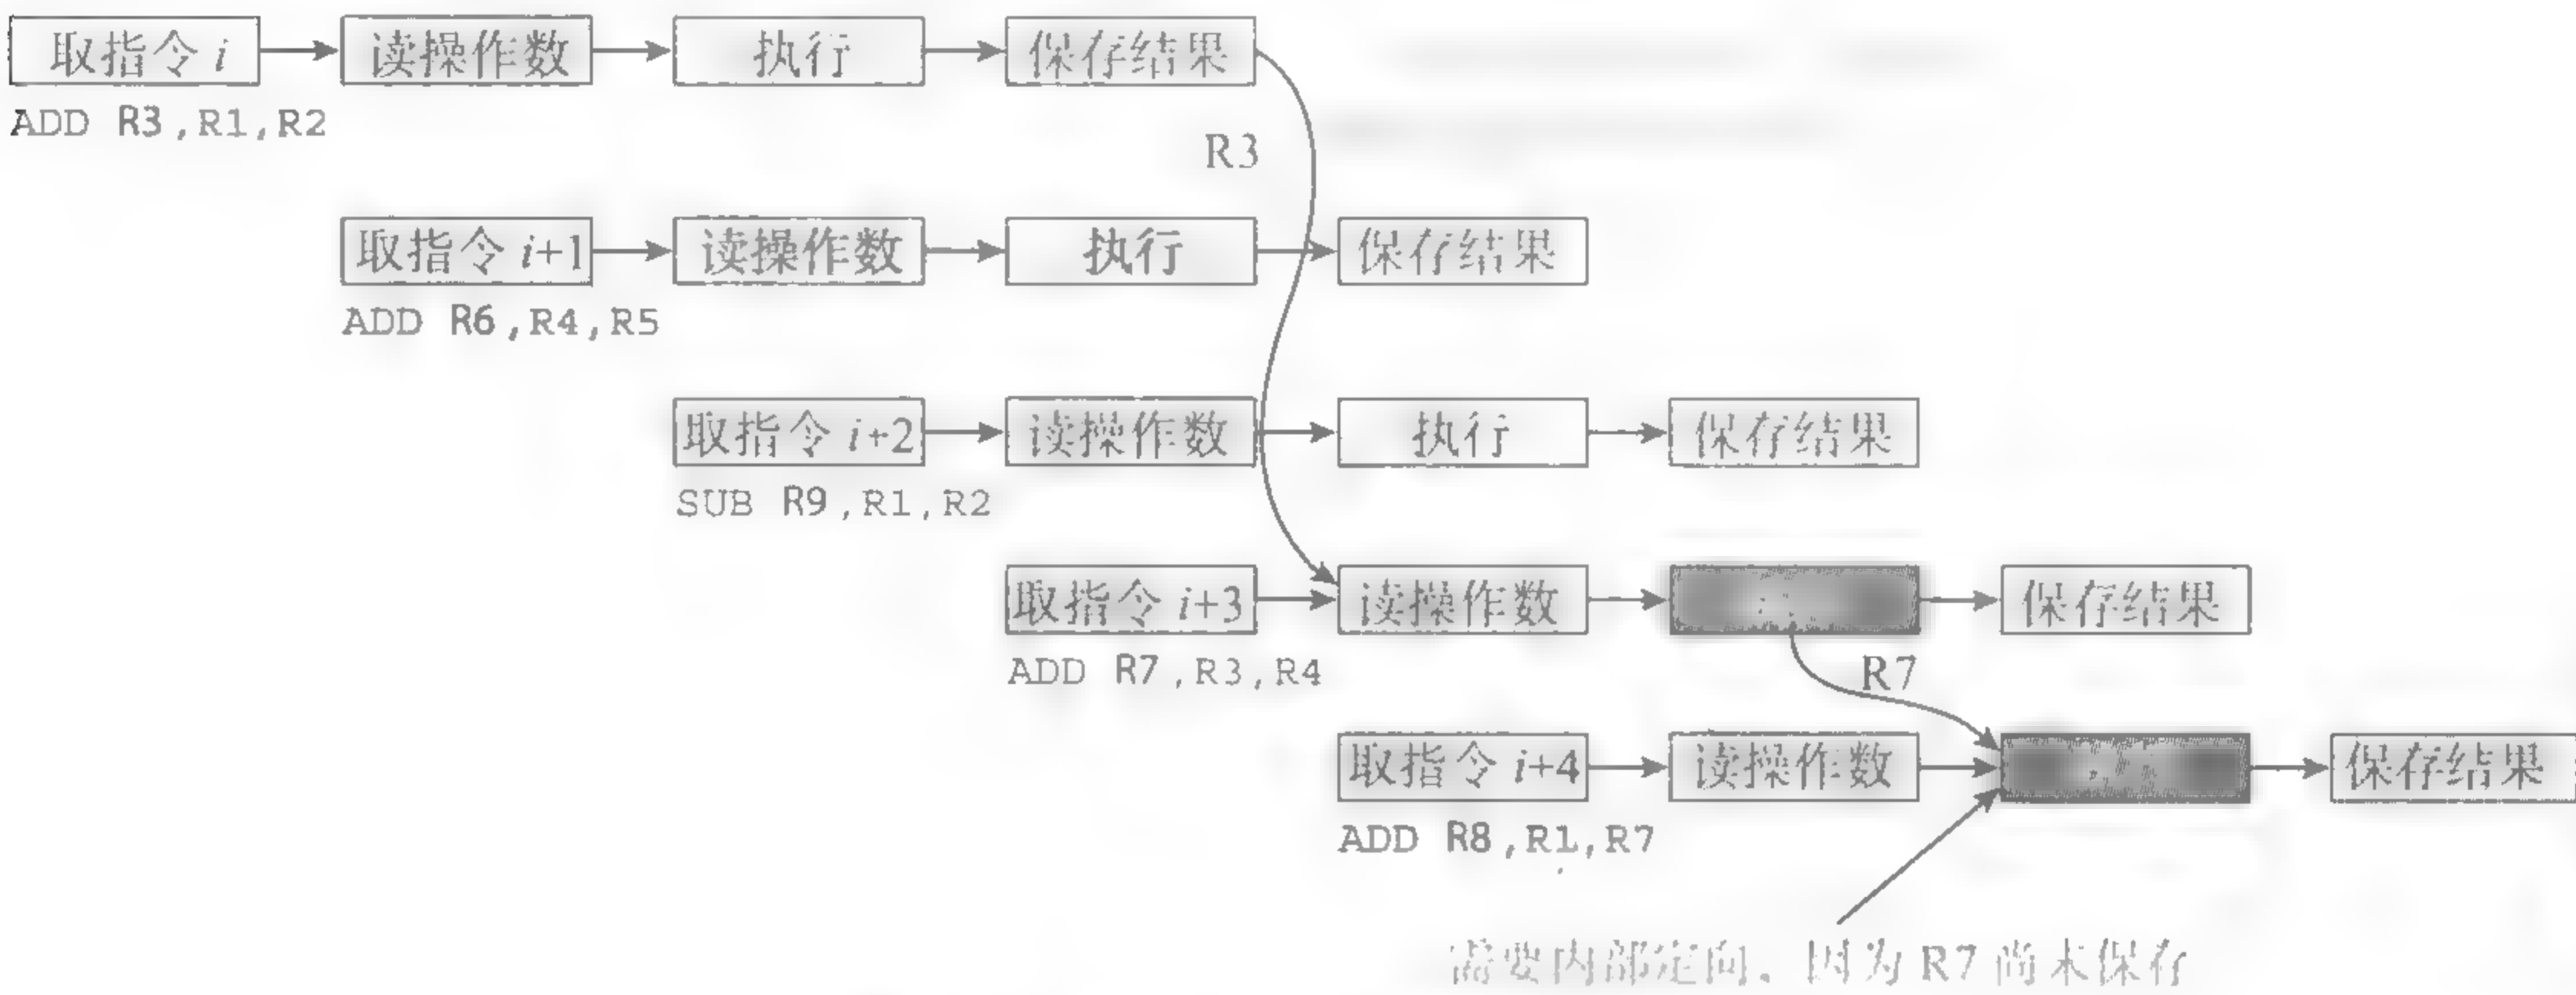 取指令 i 读操作数 执行 保存结果
ADD R3,R1,R2
R3
取指令 i+1 读操作数 执行 保存结果
ADD R6,R4,R5
取指令 i+2 读操作数 执行 保存结果
SUB R9,R1,R2
取指令 i+3 读操作数 保存结果
ADD R7,R3,R4
R7
取指令 i+4 读操作数 保存结果
ADD R8,R1,R7
需要内部定向，因为 R7 尚未保存